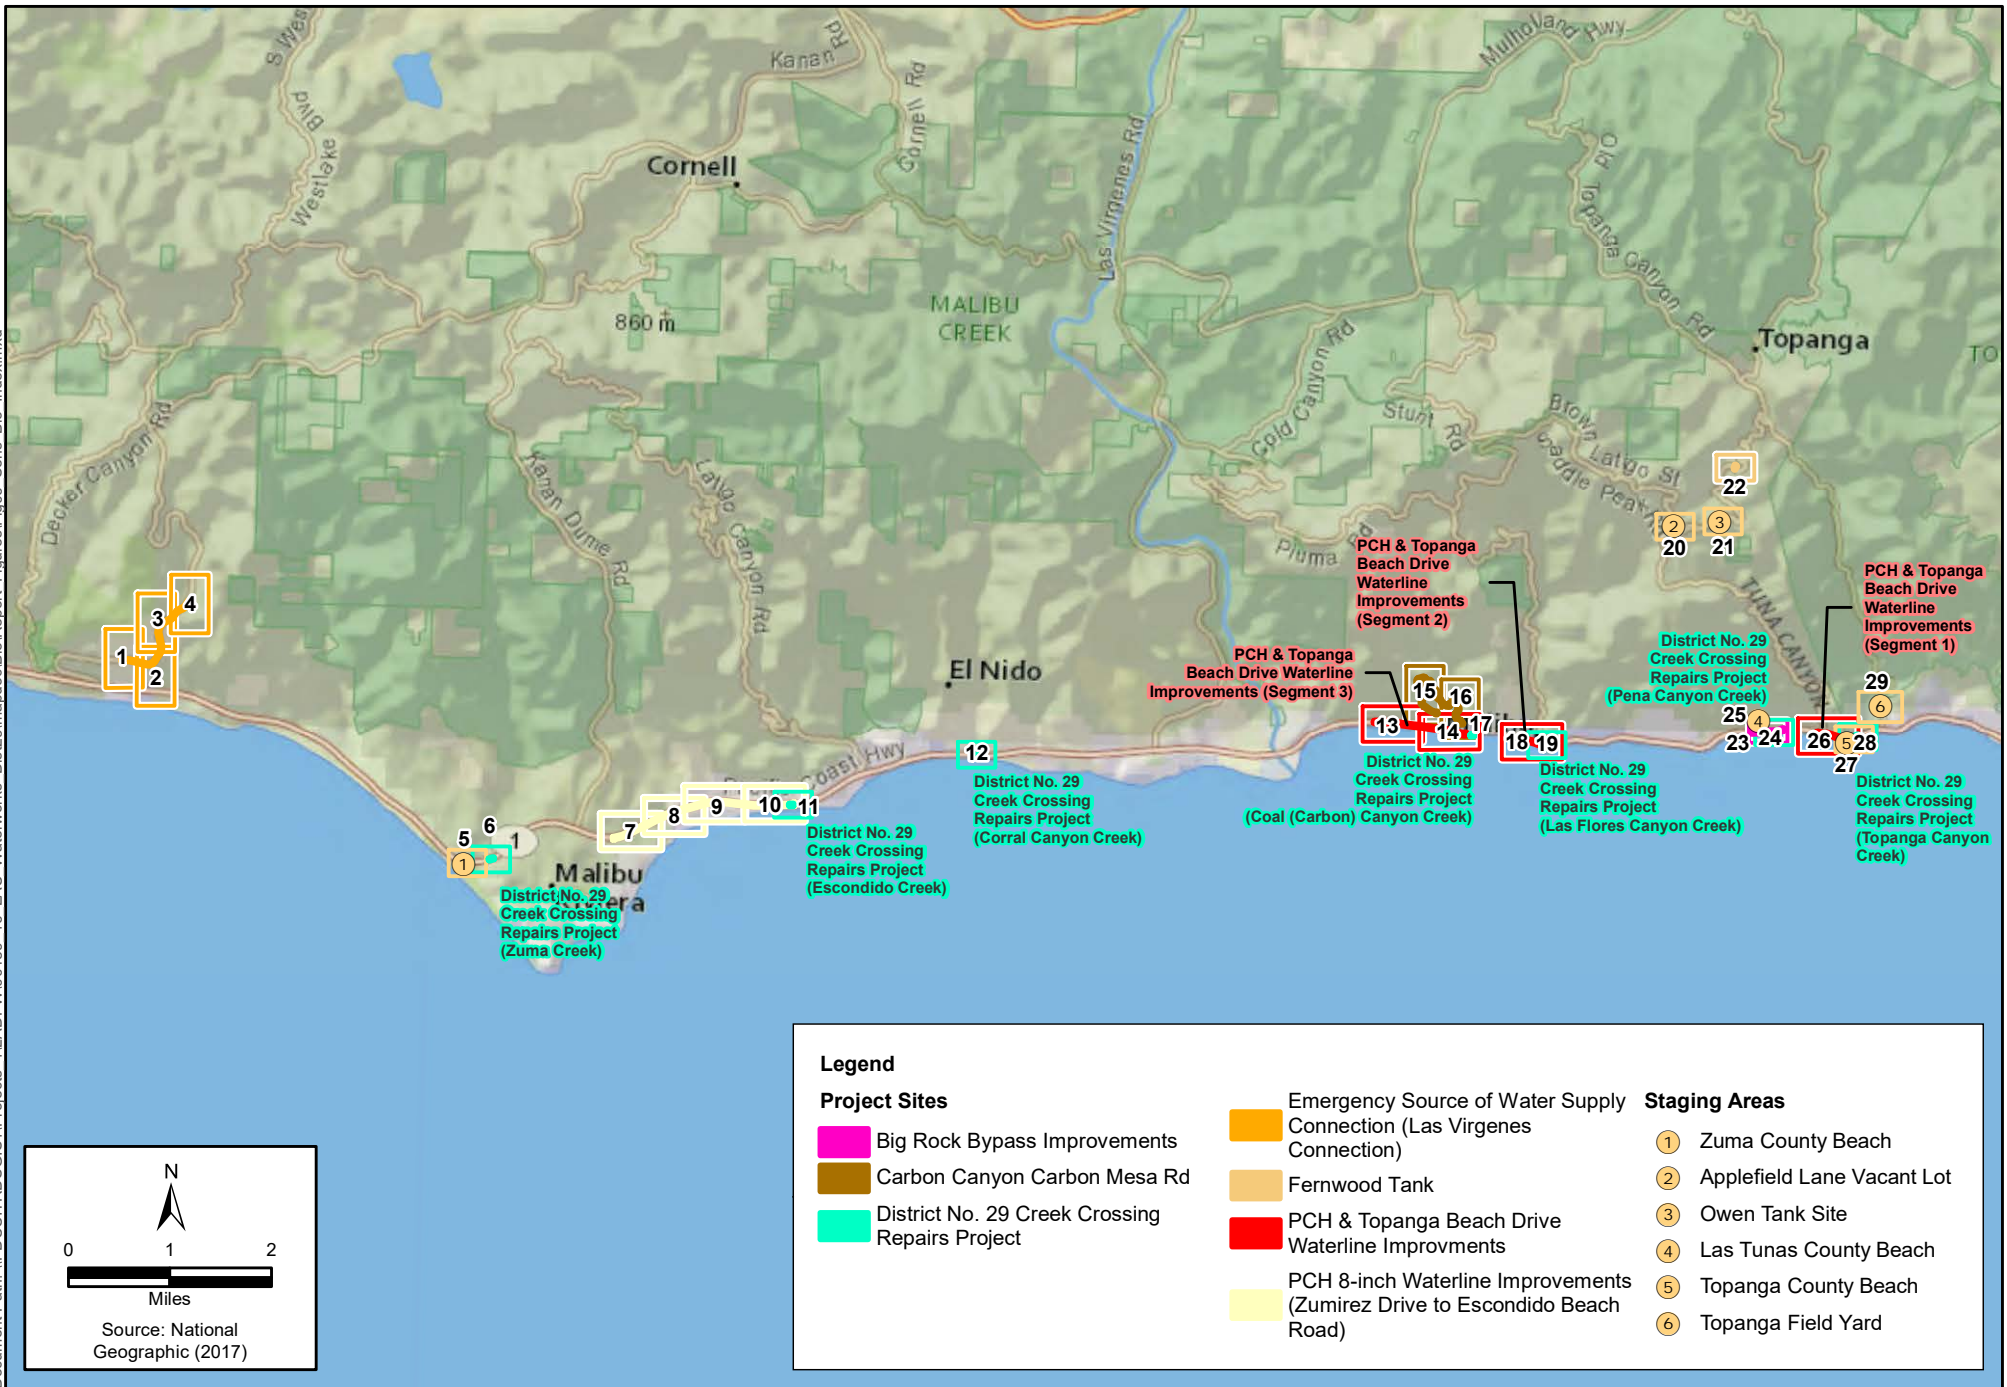 S Wes
Blvd
Westlake
Kanan Rd
Cornell Rd
Cornell
Las Virgenes Rd
Mulholland Hwy
Old Topanga Canyon Rd
Topanga
TO
MALIBU
CREEK
860 m
Cold Canyon Rd
Stunt Rd
Brown Latigo St
Saddle Peak
Decker Canyon Rd
Kanan Dume Rd
Latigo Canyon Rd
Piuma Rd
TUNA CANYON
22
2
20
3
21
4
3
1
2
PCH & Topanga
Beach Drive
Waterline
Improvements
(Segment 2)
PCH & Topanga
Beach Drive
Waterline
Improvements
(Segment 1)
District No. 29
Creek Crossing
Repairs Project
(Pena Canyon Creek)
PCH & Topanga
Beach Drive Waterline
Improvements (Segment 3)
El Nido
15
16
13
14
17
18
19
25
4
23
24
29
6
26
5
28
27
Pacific Coast Hwy
12
District No. 29
Creek Crossing
Repairs Project
(Corral Canyon Creek)
District No. 29
Creek Crossing
Repairs Project
(Coal (Carbon) Canyon Creek)
District No. 29
Creek Crossing
Repairs Project
(Las Flores Canyon Creek)
District No. 29
Creek Crossing
Repairs Project
(Topanga Canyon
Creek)
7
8
9
10
11
District No. 29
Creek Crossing
Repairs Project
(Escondido Creek)
5
6
1
1
Malibu
Riviera
District No. 29
Creek Crossing
Repairs Project
(Zuma Creek)
Legend
Project Sites
Big Rock Bypass Improvements
Carbon Canyon Carbon Mesa Rd
District No. 29 Creek Crossing
Repairs Project
Emergency Source of Water Supply
Connection (Las Virgenes
Connection)
Fernwood Tank
PCH & Topanga Beach Drive
Waterline Improvments
PCH 8-inch Waterline Improvements
(Zumirez Drive to Escondido Beach
Road)
Staging Areas
1 Zuma County Beach
2 Applefield Lane Vacant Lot
3 Owen Tank Site
4 Las Tunas County Beach
5 Topanga County Beach
6 Topanga Field Yard
N
0 1 2
Miles
Source: National
Geographic (2017)